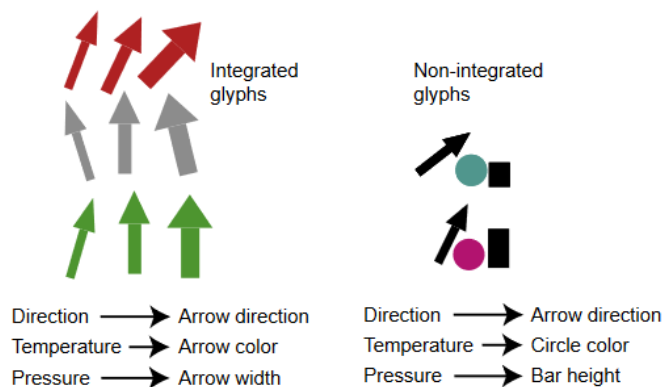 Integrated
glyphs
Non-integrated
glyphs
Direction Arrow direction
Temperature Arrow color
Pressure Arrow width
Direction Arrow direction
Temperature Circle color
Pressure Bar height